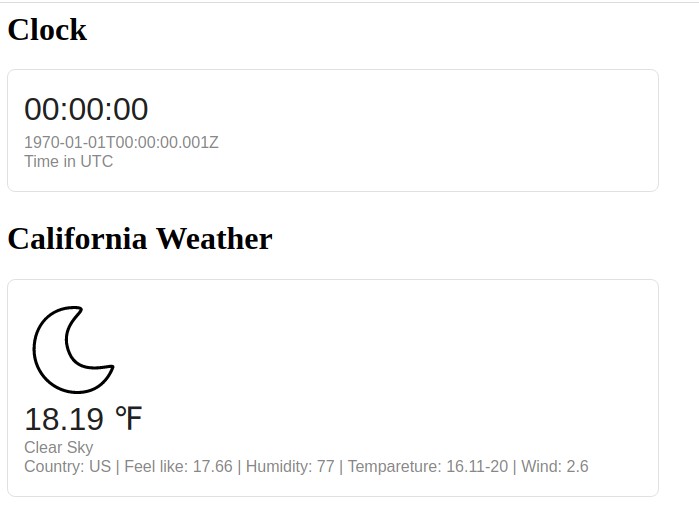 Clock
00:00:00
1970-01-01T00:00:00.001Z
Time in UTC
California Weather
18.19 °F
Clear Sky
Country: US | Feel like: 17.66 | Humidity: 77 | Tempareture: 16.11-20 | Wind: 2.6